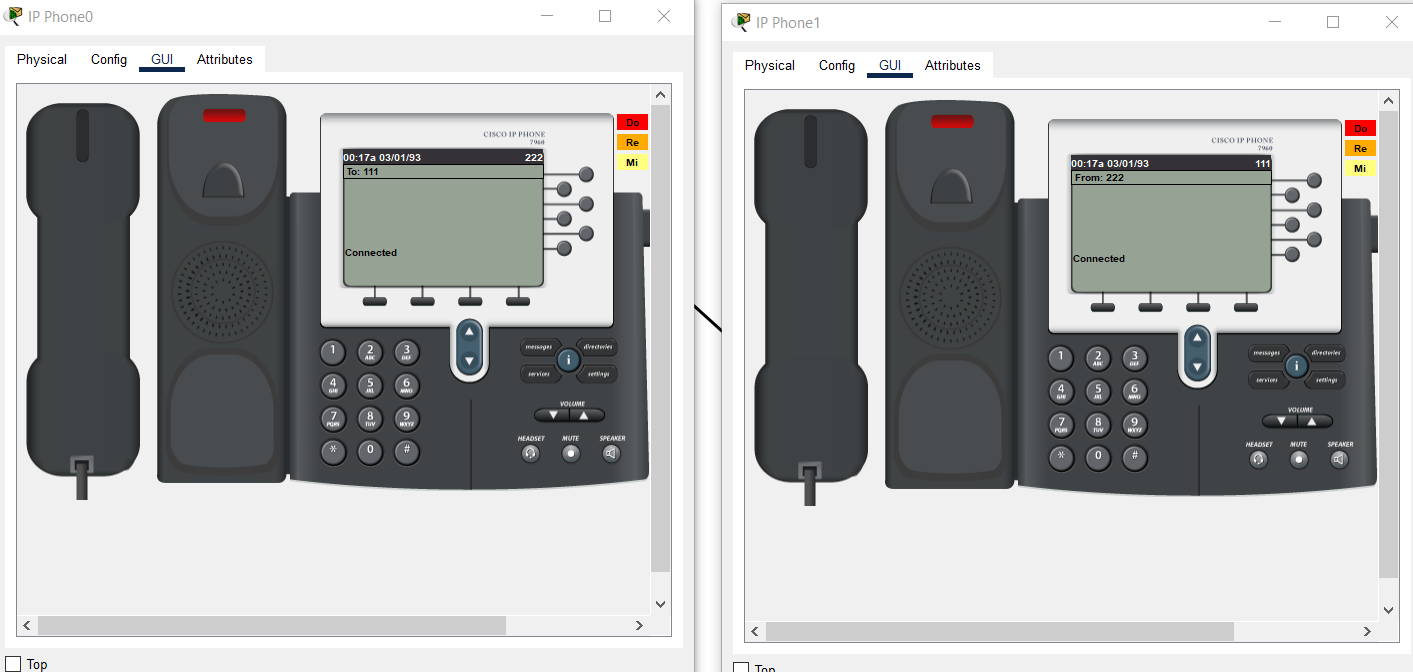 IP Phone0
Physical Config GUI Attributes
CISCO IP PHONE
7960
00:17a 03/01/93 222
To: 111
Connected
Do
Re
Mi
1 2 ABC 3 DEF
4 GHI 5 JKL 6 MNO
7 PQRS 8 TUV 9 WXYZ
* 0 #
messages directories
i
services settings
VOLUME
HEADSET MUTE SPEAKER
Top
IP Phone1
Physical Config GUI Attributes
CISCO IP PHONE
7960
00:17a 03/01/93 111
From: 222
Connected
Do
Re
Mi
1 2 ABC 3 DEF
4 GHI 5 JKL 6 MNO
7 PQRS 8 TUV 9 WXYZ
* 0 #
messages directories
i
services settings
VOLUME
HEADSET MUTE SPEAKER
Top